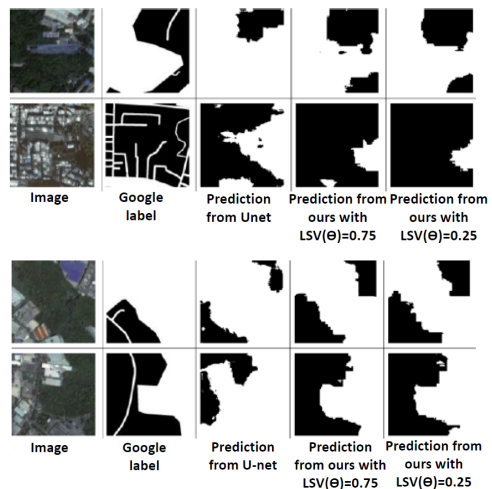 Image
Google
label
Prediction
from Unet
Prediction from
ours with
LSV(Θ)=0.75
Prediction from
ours with
LSV(Θ)=0.25
Image
Google
label
Prediction
from U-net
Prediction
from ours with
LSV(Θ)=0.75
Prediction from
ours with
LSV(Θ)=0.25